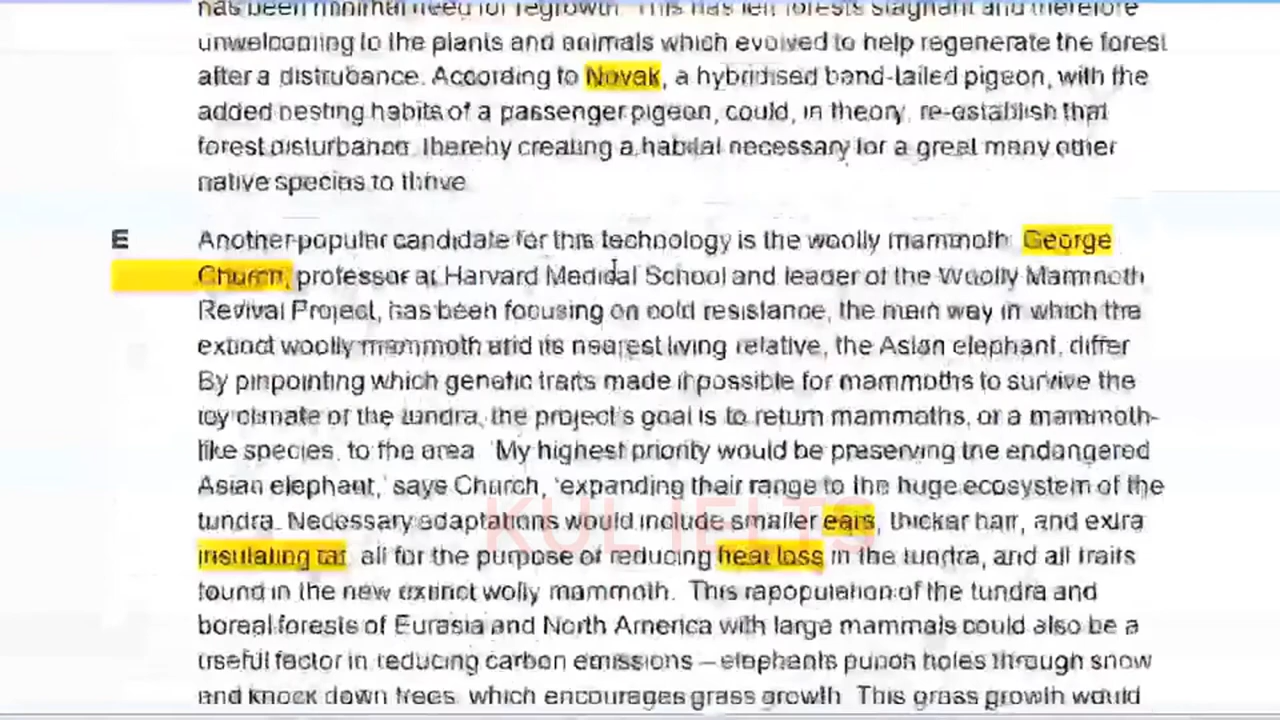 has been minimal need for regrowth. This has left forests stagnant and therefore
unwelcoming to the plants and animals which evolved to help regenerate the forest
after a distrubance. According to Novak, a hybridised band-tailed pigeon, with the
added nesting habits of a passenger pigeon, could, in theory, re-establish that
forest disturbance, thereby creating a habitat necessary for a great many other
native species to thrive
E Another popular candidate for this technology is the woolly mammoth. George
Church, professor at Harvard Medical School and leader of the Woolly Mammoth
Revival Project, has been focusing on cold resistance, the main way in which the
extinct woolly mammoth and its nearest living relative, the Asian elephant, differ
By pinpointing which genetic traits made it possible for mammoths to survive the
icy climate of the tundra, the project's goal is to return mammoths, or a mammoth-
like species, to the area. 'My highest priority would be preserving the endangered
Asian elephant,' says Church, 'expanding their range to the huge ecosystem of the
tundra. Necessary adaptations would include smaller ears, thicker hair, and extra
insulating fat, all for the purpose of reducing heat loss in the tundra, and all traits
found in the new extinct wolly mammoth. This rapopulation of the tundra and
boreal forests of Eurasia and North America with large mammals could also be a
useful factor in reducing carbon emissions – elephants punch holes through snow
and knock down trees, which encourages grass growth. This grass growth would
KUL IELTS